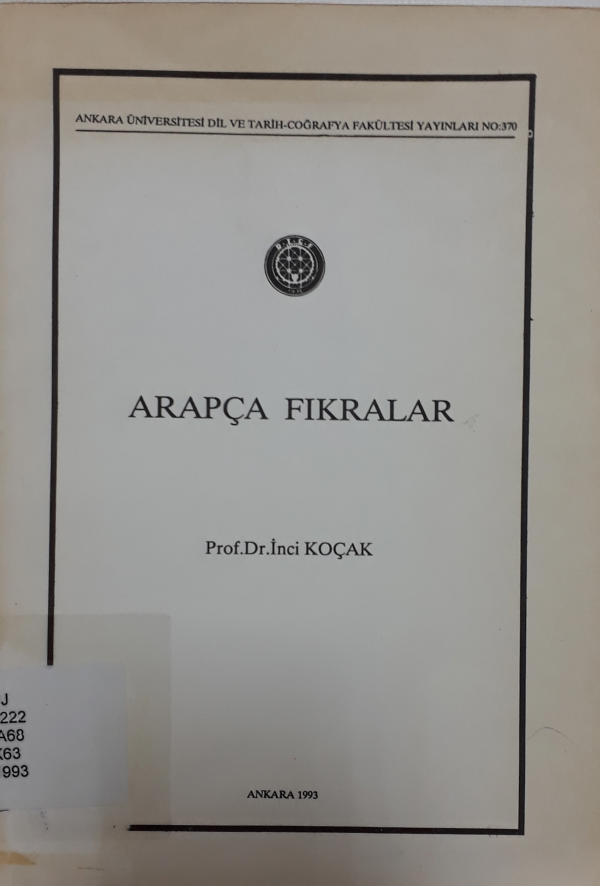 ANKARA ÜNİVERSİTESİ DİL VE TARİH-COĞRAFYA FAKÜLTESİ YAYINLARI NO:370
ARAPÇA FIKRALAR
Prof.Dr.İnci KOÇAK
J
222
A68
K63
1993
ANKARA 1993